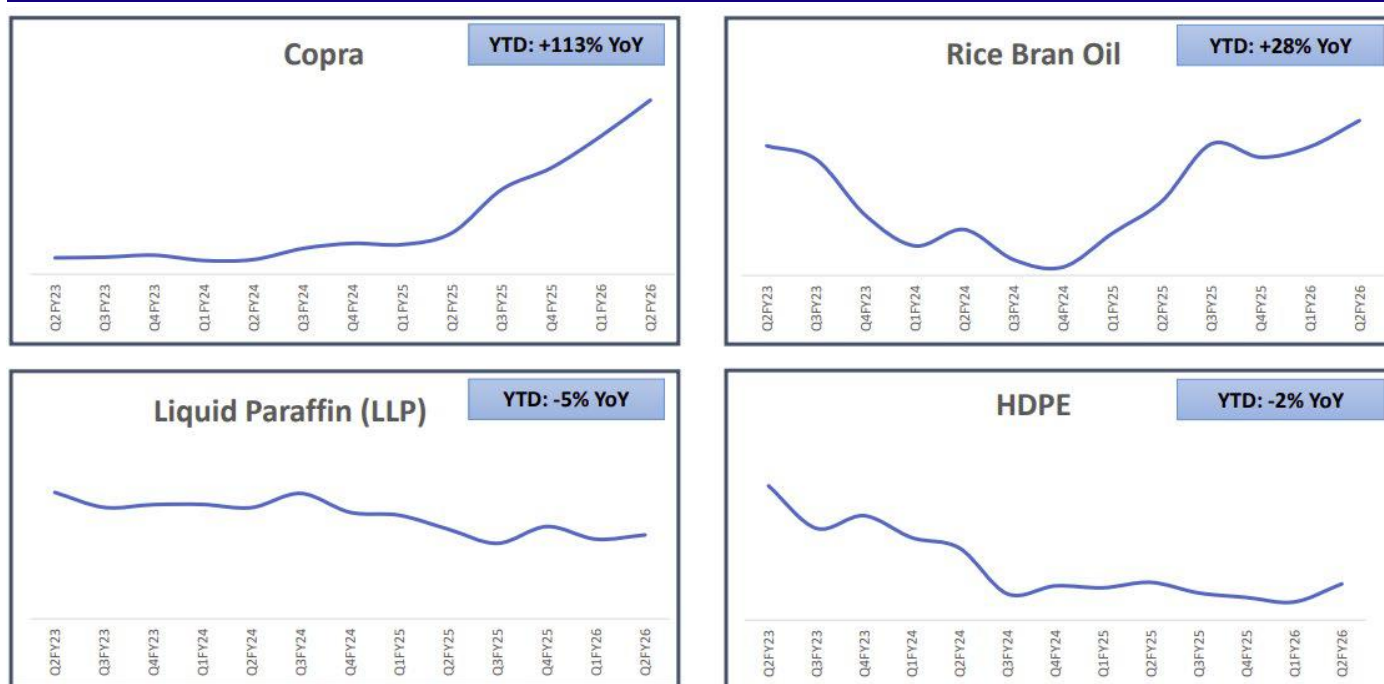 Copra
YTD: +113% YoY
Q2FY23 Q3FY23 Q4FY23 Q1FY24 Q2FY24 Q3FY24 Q4FY24 Q1FY25 Q2FY25 Q3FY25 Q4FY25 Q1FY26 Q2FY26
Rice Bran Oil
YTD: +28% YoY
Q2FY23 Q3FY23 Q4FY23 Q1FY24 Q2FY24 Q3FY24 Q4FY24 Q1FY25 Q2FY25 Q3FY25 Q4FY25 Q1FY26 Q2FY26
Liquid Paraffin (LLP)
YTD: -5% YoY
Q2FY23 Q3FY23 Q4FY23 Q1FY24 Q2FY24 Q3FY24 Q4FY24 Q1FY25 Q2FY25 Q3FY25 Q4FY25 Q1FY26 Q2FY26
HDPE
YTD: -2% YoY
Q2FY23 Q3FY23 Q4FY23 Q1FY24 Q2FY24 Q3FY24 Q4FY24 Q1FY25 Q2FY25 Q3FY25 Q4FY25 Q1FY26 Q2FY26